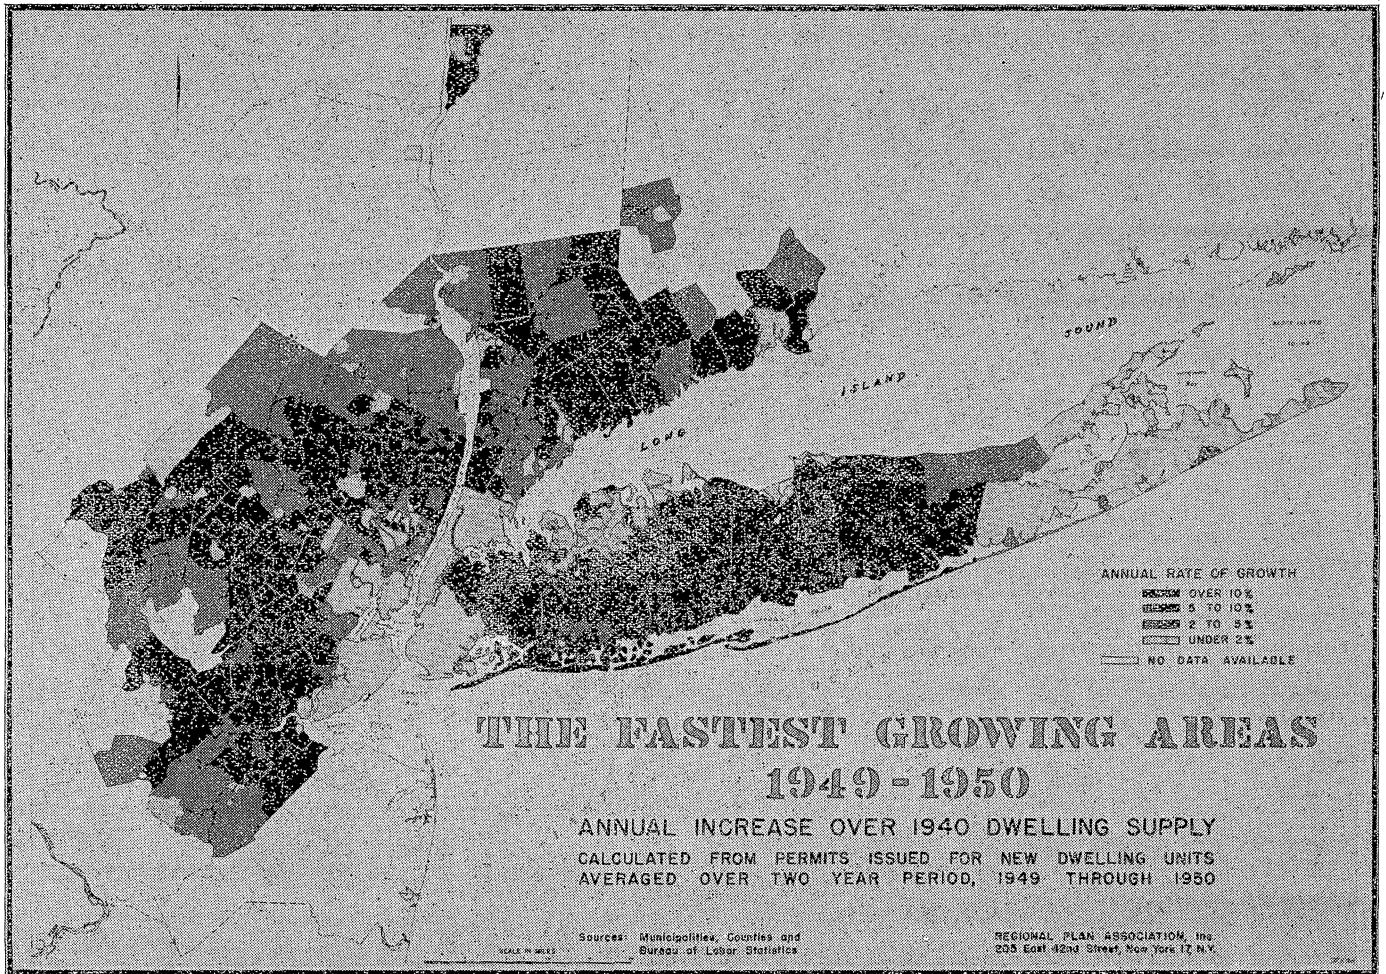 SOUND
ISLAND
LONG
ANNUAL RATE OF GROWTH
OVER 10%
5 TO 10%
2 TO 5%
UNDER 2%
NO DATA AVAILABLE
THE FASTEST GROWING AREAS
1949-1950
ANNUAL INCREASE OVER 1940 DWELLING SUPPLY
CALCULATED FROM PERMITS ISSUED FOR NEW DWELLING UNITS
AVERAGED OVER TWO YEAR PERIOD, 1949 THROUGH 1950
Sources: Municipalities, Counties and
Bureau of Labor Statistics
SCALE IN MILES
REGIONAL PLAN ASSOCIATION, Inc.
205 East 42nd Street, New York 17, N.Y.